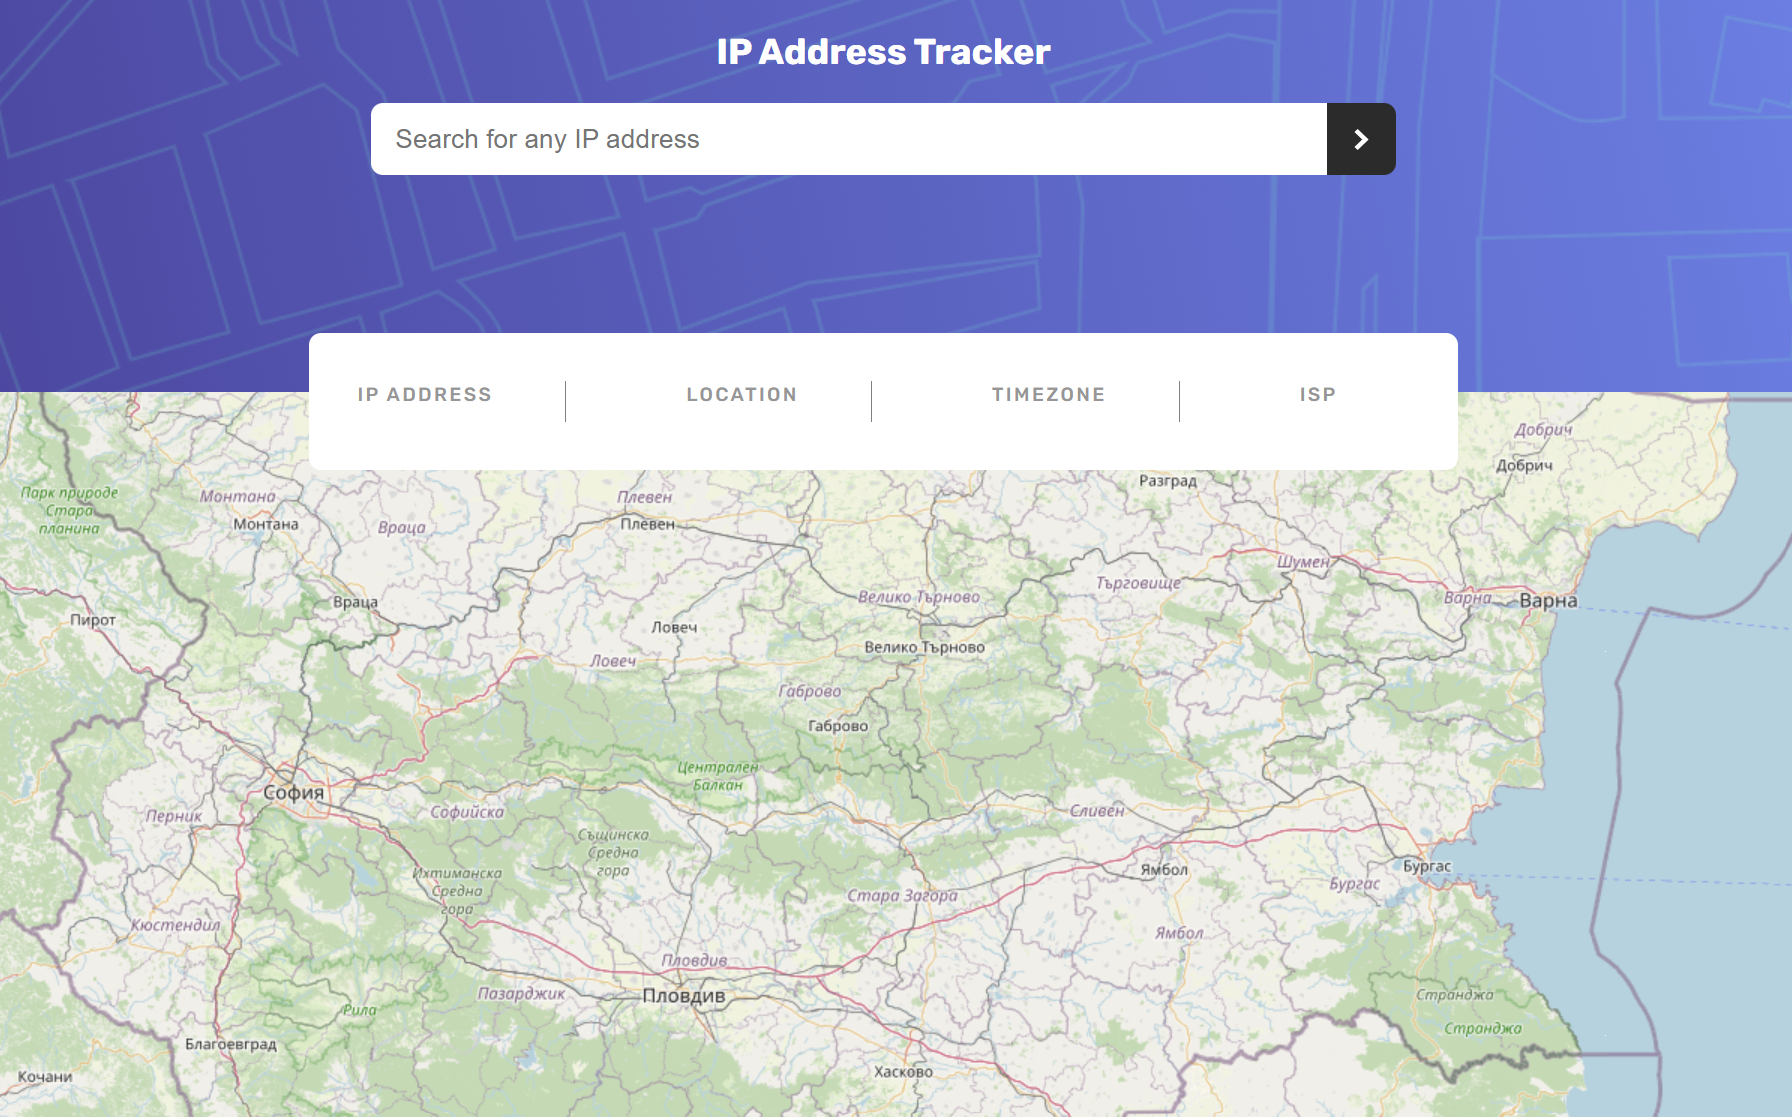 IP Address Tracker
Search for any IP address
IP ADDRESS
LOCATION
TIMEZONE
ISP
Добрич
Добрич
Разград
Парк природе
Стара
планина
Монтана
Монтана
Враца
Плевен
Плевен
Шумен
Търговище
Велико Търново
Варна
Варна
Враца
Пирот
Ловеч
Велико Търново
Ловеч
Габрово
Габрово
Централен
Балкан
София
Перник
Софийска
Сливен
Същинска
Средна
гора
Ихтиманска
Средна
гора
Ямбол
Бургас
Бургас
Стара Загора
Кюстендил
Ямбол
Пловдив
Пазарджик
Пловдив
Рила
Странджа
Странджа
Благоевград
Хасково
Кочани